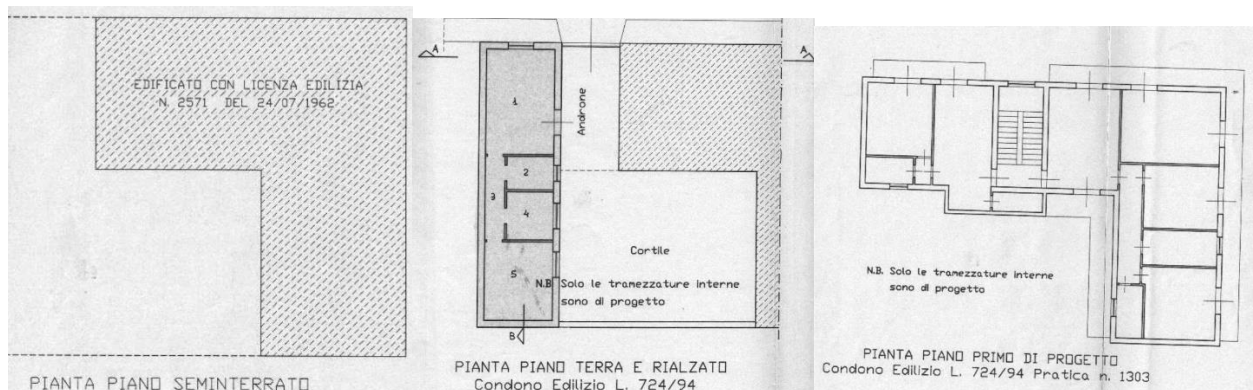 EDIFICATO CON LICENZA EDILIZIA
N. 2571 DEL 24/07/1962
PIANTA PIANO SEMINTERRATO
A
A
1
Androne
2
3
4
Cortile
5
N.B. Solo le tramezzature interne
sono di progetto
B
PIANTA PIANO TERRA E RIALZATO
Condono Edilizio L. 724/94
N.B. Solo le tramezzature interne
sono di progetto
PIANTA PIANO PRIMO DI PROGETTO
Condono Edilizio L. 724/94 Pratica n. 1303